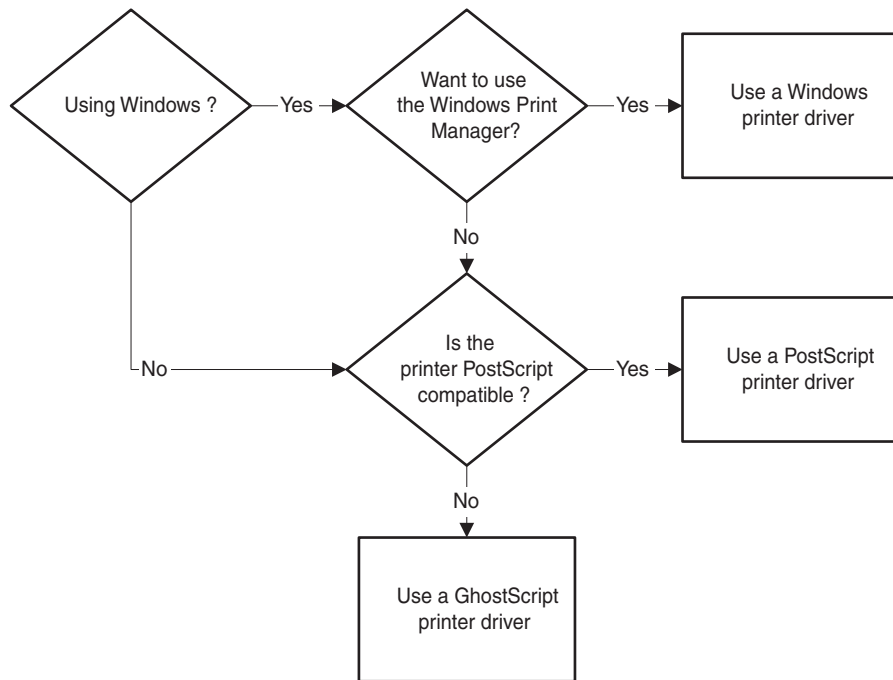 Using Windows ?
Yes
Want to use
the Windows Print
Manager?
Yes
Use a Windows
printer driver
No
No
Is the
printer PostScript
compatible ?
Yes
Use a PostScript
printer driver
No
Use a GhostScript
printer driver